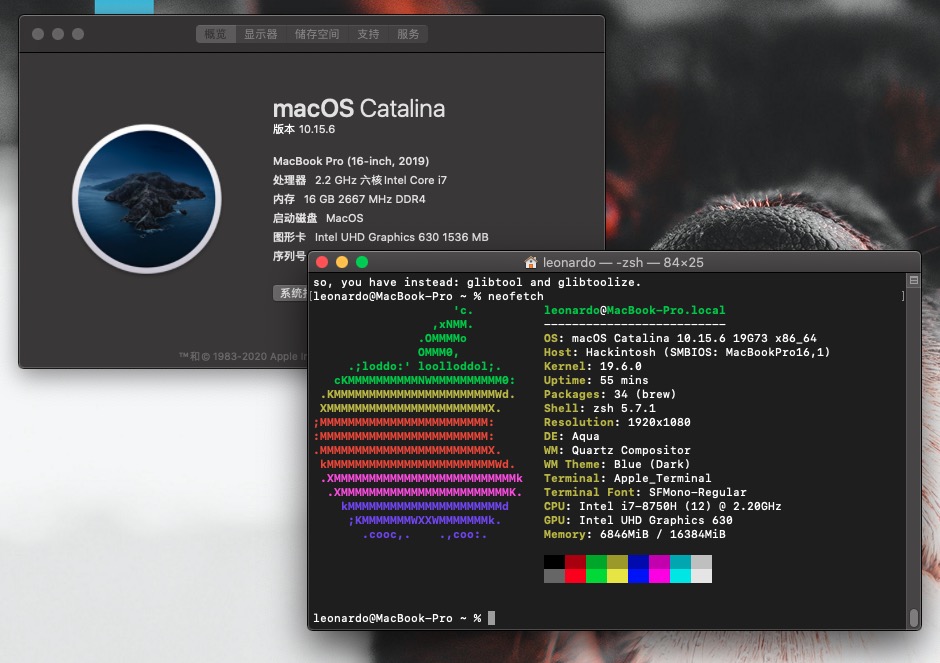 概览 显示器 储存空间 支持 服务
macOS Catalina
版本 10.15.6
MacBook Pro (16-inch, 2019)
处理器 2.2 GHz 六核Intel Core i7
内存 16 GB 2667 MHz DDR4
启动磁盘 MacOS
图形卡 Intel UHD Graphics 630 1536 MB
序列号
系统
™和© 1983-2020 Apple In
leonardo — -zsh — 84×25
so, you have instead: glibtool and glibtoolize.
[leonardo@MacBook-Pro ~ % neofetch ]
'c.
,xNMM.
.OMMMMo
OMMM0,
.;loddo:' loolloddol;.
cKMMMMMMMMMMNWMMMMMMMMMM0:
.KMMMMMMMMMMMMMMMMMMMMMMMWd.
XMMMMMMMMMMMMMMMMMMMMMMMX.
;MMMMMMMMMMMMMMMMMMMMMMMM:
:MMMMMMMMMMMMMMMMMMMMMMMM:
.MMMMMMMMMMMMMMMMMMMMMMMMX.
kMMMMMMMMMMMMMMMMMMMMMMMMWd.
.XMMMMMMMMMMMMMMMMMMMMMMMMMMk
.XMMMMMMMMMMMMMMMMMMMMMMMMK.
kMMMMMMMMMMMMMMMMMMMMMMd
;KMMMMMMMWXXWMMMMMMMk.
.cooc,. .,coo:.
leonardo@MacBook-Pro.local
--------------------------
OS: macOS Catalina 10.15.6 19G73 x86_64
Host: Hackintosh (SMBIOS: MacBookPro16,1)
Kernel: 19.6.0
Uptime: 55 mins
Packages: 34 (brew)
Shell: zsh 5.7.1
Resolution: 1920x1080
DE: Aqua
WM: Quartz Compositor
WM Theme: Blue (Dark)
Terminal: Apple_Terminal
Terminal Font: SFMono-Regular
CPU: Intel i7-8750H (12) @ 2.20GHz
GPU: Intel UHD Graphics 630
Memory: 6846MiB / 16384MiB
leonardo@MacBook-Pro ~ %